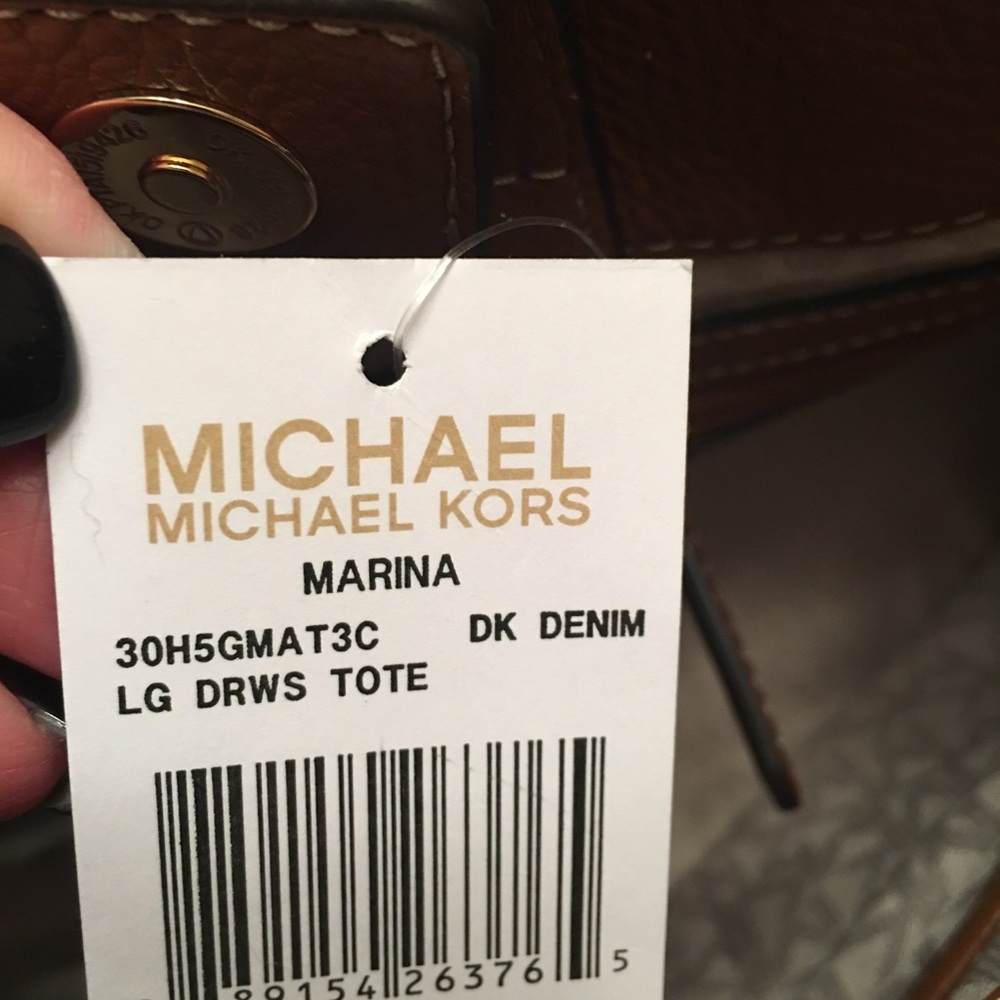 MICHAEL
MICHAEL KORS
MARINA
30H5GMAT3C DK DENIM
LG DRWS TOTE
89154 26376 5